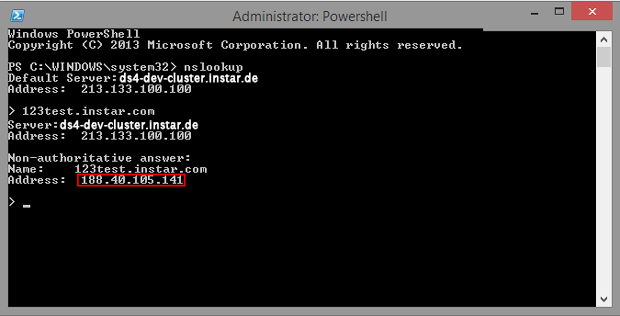 Administrator: Powershell
Windows PowerShell
Copyright (C) 2013 Microsoft Corporation. All rights reserved.
PS C:\WINDOWS\system32> nslookup
Default Server:ds4-dev-cluster.instar.de
Address:  213.133.100.100
> 123test.instar.com
Server:ds4-dev-cluster.instar.de
Address:  213.133.100.100
Non-authoritative answer:
Name:    123test.instar.com
Address:  188.40.105.141
> _